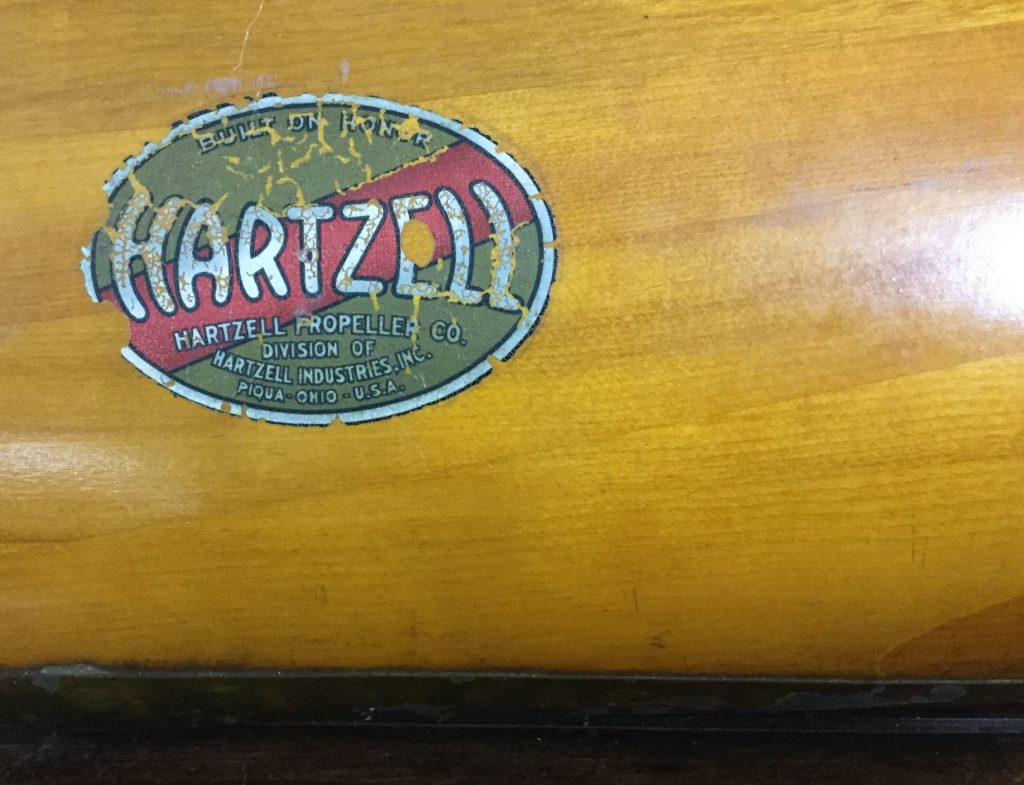 BUILT ON HONOR
HARTZELL
HARTZELL PROPELLER CO.
DIVISION OF
HARTZELL INDUSTRIES, INC.
PIQUA-OHIO-U.S.A.